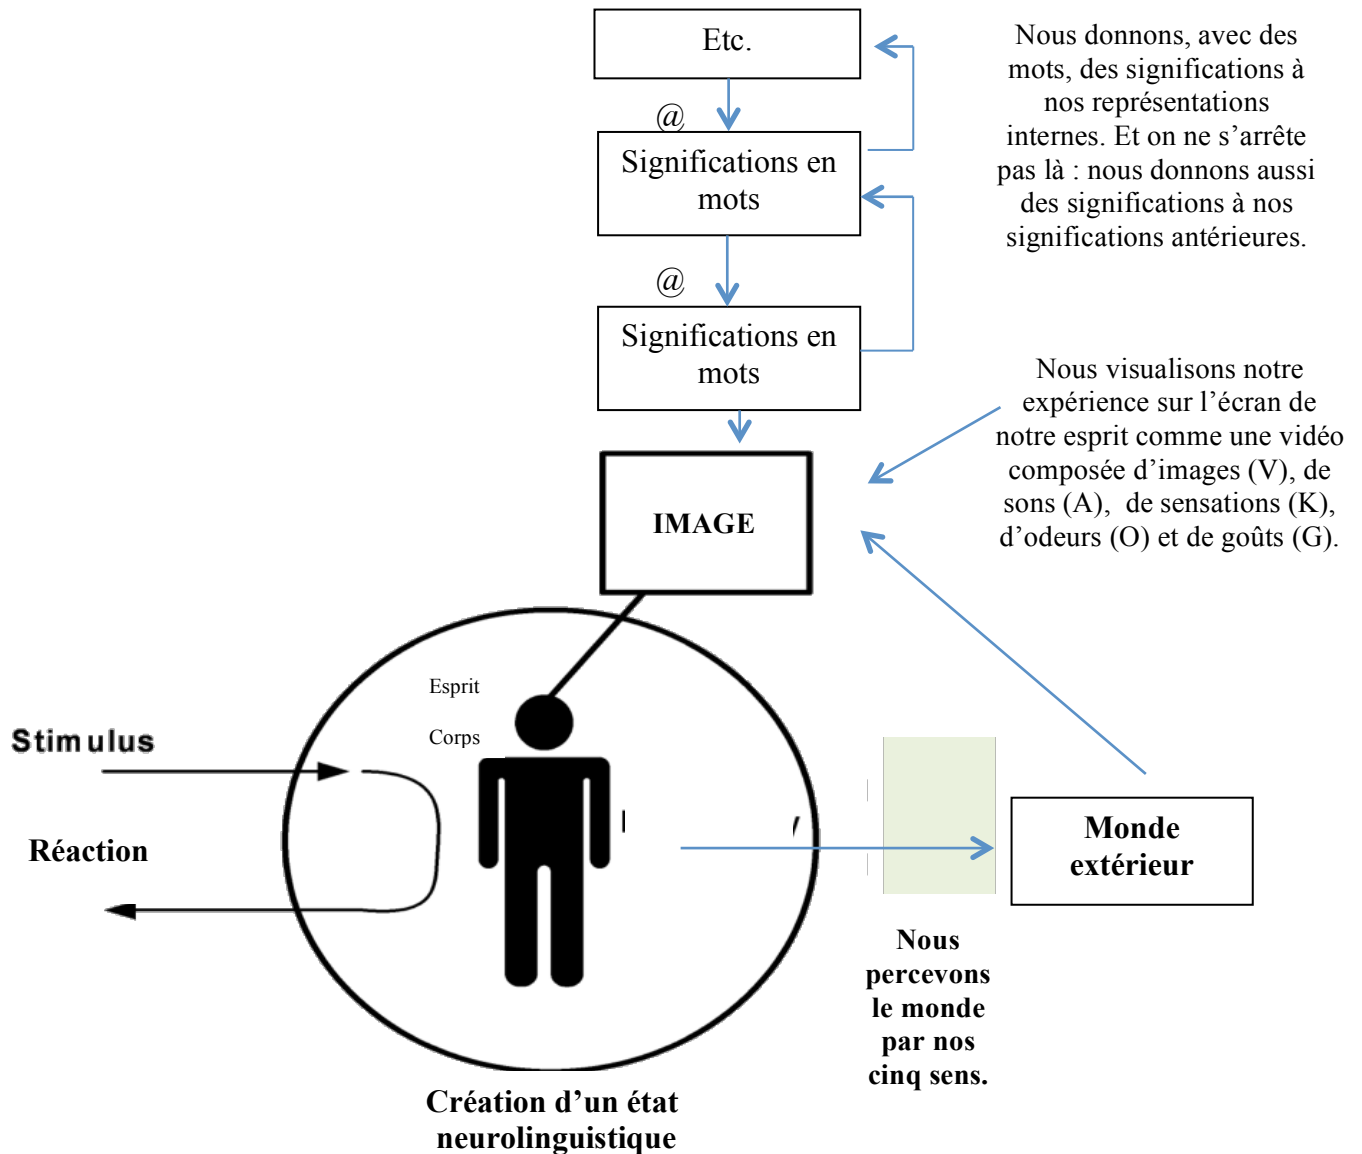 Etc.
@
Significations en
mots
@
Significations en
mots
Nous donnons, avec des
mots, des significations à
nos représentations
internes. Et on ne s’arrête
pas là : nous donnons aussi
des significations à nos
significations antérieures.
Nous visualisons notre
expérience sur l’écran de
notre esprit comme une vidéo
composée d’images (V), de
sons (A), de sensations (K),
d’odeurs (O) et de goûts (G).
IMAGE
Esprit
Corps
Stimulus
Réaction
Monde
extérieur
Nous
percevons
le monde
par nos
cinq sens.
Création d’un état
neurolinguistique